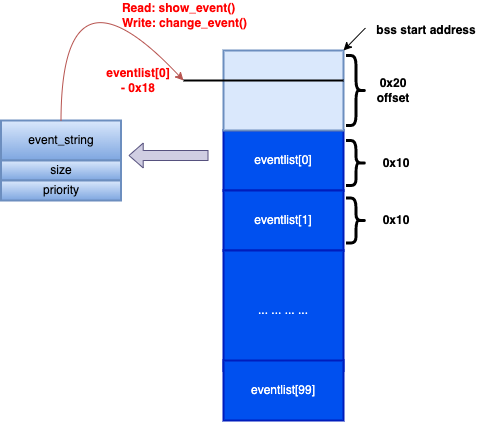 Read: show_event()
Write: change_event()
bss start address
eventlist[0]
- 0x18
0x20
offset
event_string
size
priority
eventlist[0]
0x10
eventlist[1]
0x10
... ... ... ...
eventlist[99]